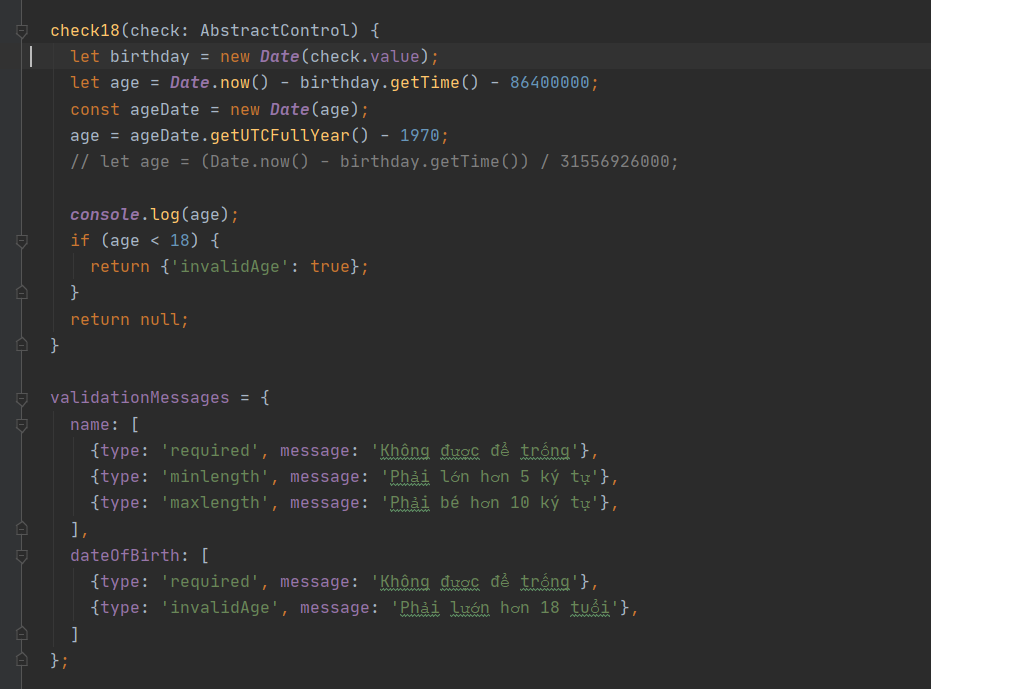 check18(check: AbstractControl) {
let birthday = new Date(check.value);
let age = Date.now() - birthday.getTime() - 86400000;
const ageDate = new Date(age);
age = ageDate.getUTCFullYear() - 1970;
// let age = (Date.now() - birthday.getTime()) / 31556926000;
console.log(age);
if (age < 18) {
return {'invalidAge': true};
}
return null;
}
validationMessages = {
name: [
{type: 'required', message: 'Không được để trống'},
{type: 'minlength', message: 'Phải lớn hơn 5 ký tự'},
{type: 'maxlength', message: 'Phải bé hơn 10 ký tự'},
],
dateOfBirth: [
{type: 'required', message: 'Không được để trống'},
{type: 'invalidAge', message: 'Phải lướn hơn 18 tuổi'},
]
};